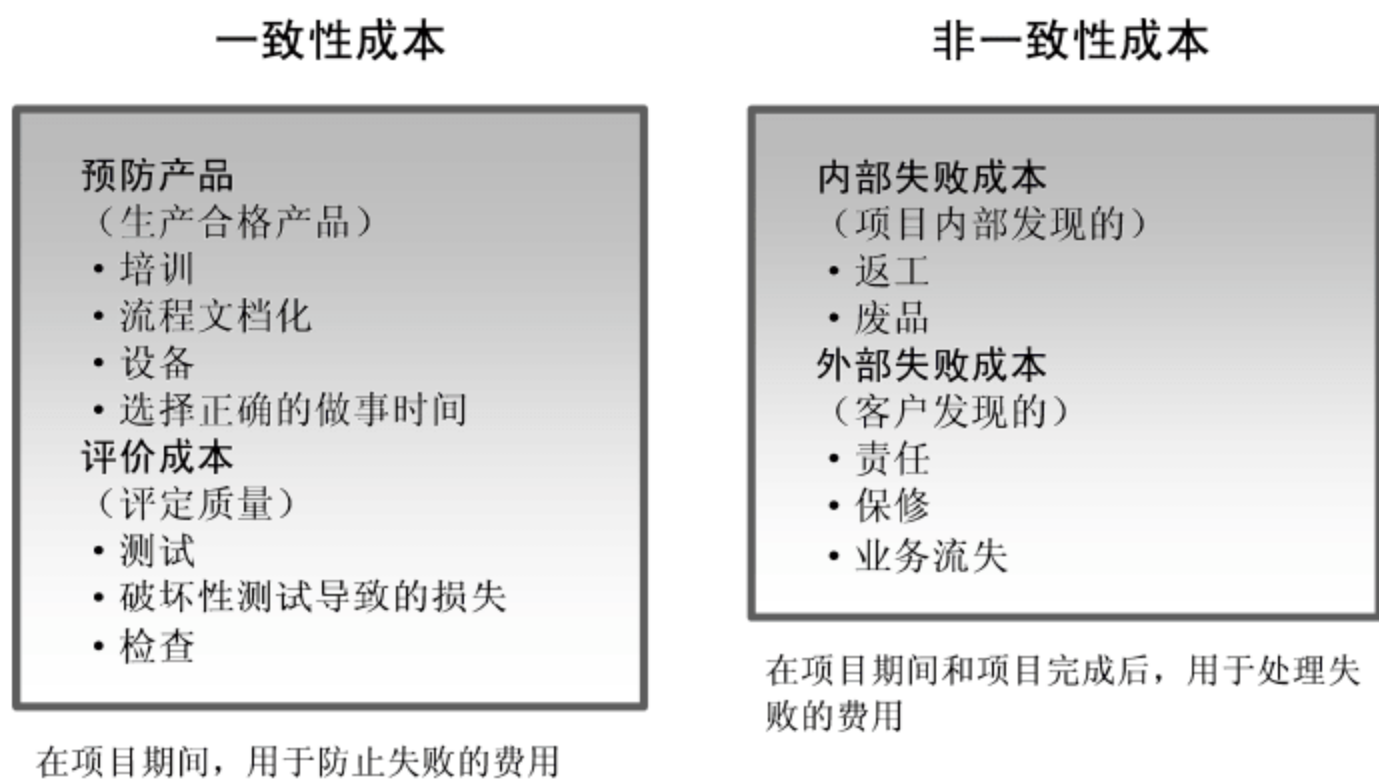 一致性成本
预防产品
（生产合格产品）
•培训
•流程文档化
•设备
•选择正确的做事时间
评价成本
（评定质量）
•测试
•破坏性测试导致的损失
•检查
在项目期间，用于防止失败的费用
非一致性成本
内部失败成本
（项目内部发现的）
•返工
•废品
外部失败成本
（客户发现的）
•责任
•保修
•业务流失
在项目期间和项目完成后，用于处理失
败的费用